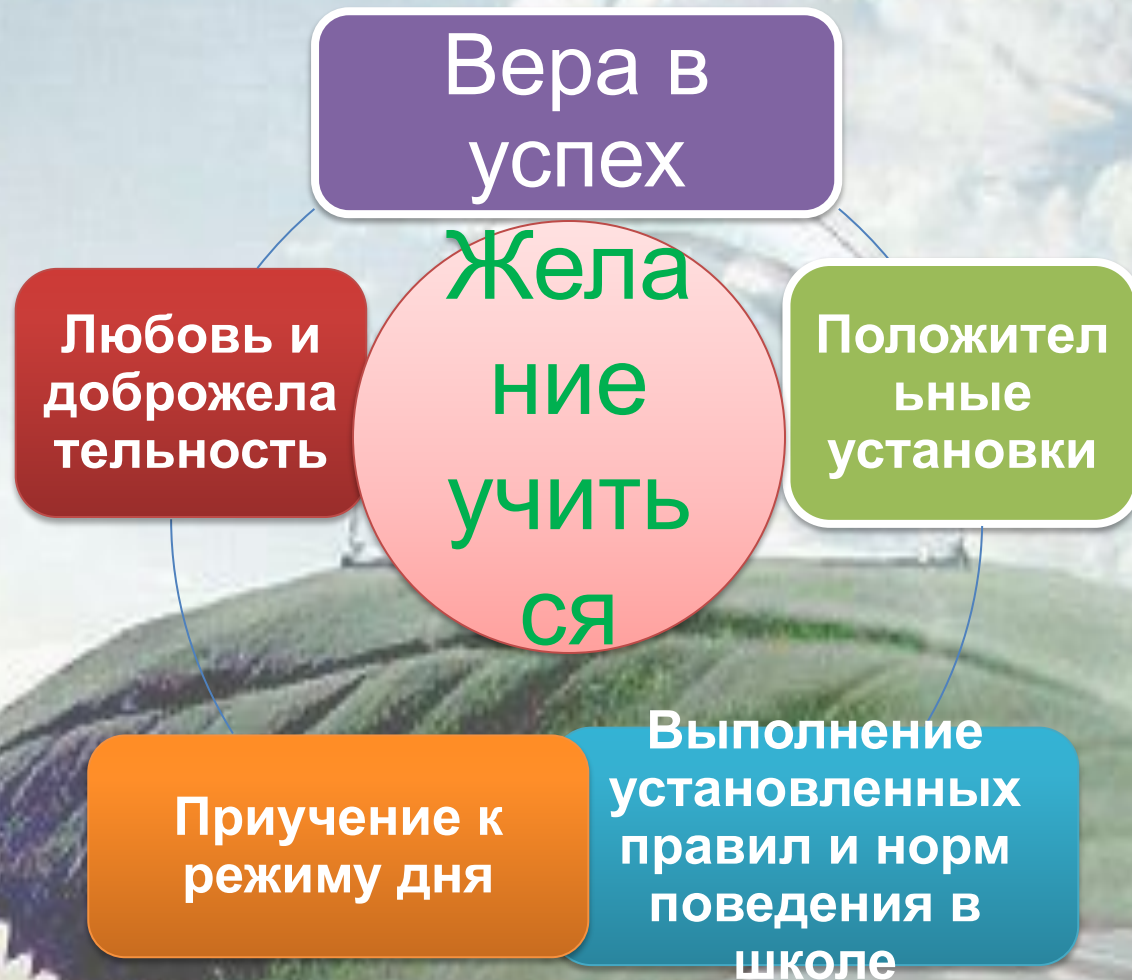 Вера в
успех
Жела
ние
учить
ся
Любовь и
доброжела
тельность
Положител
ьные
установки
Приучение к
режиму дня
Выполнение
установленных
правил и норм
поведения в
школе